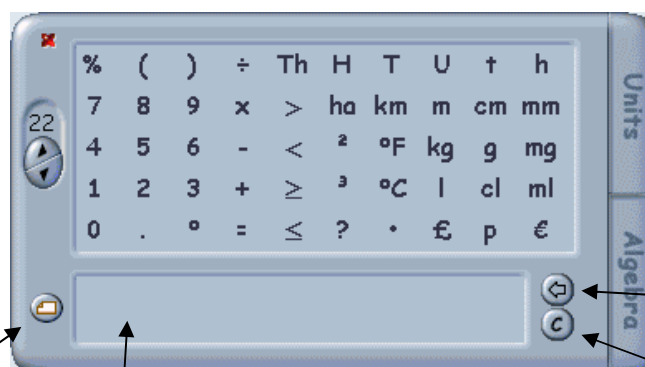 % ( ) ÷ Th H T U t h
7 8 9 x > ha km m cm mm
22
4 5 6 - < ² °F kg g mg
1 2 3 + ≥ ³ °C l cl ml
0 . ° = ≤ ? • £ p €
C
Units
Algebra